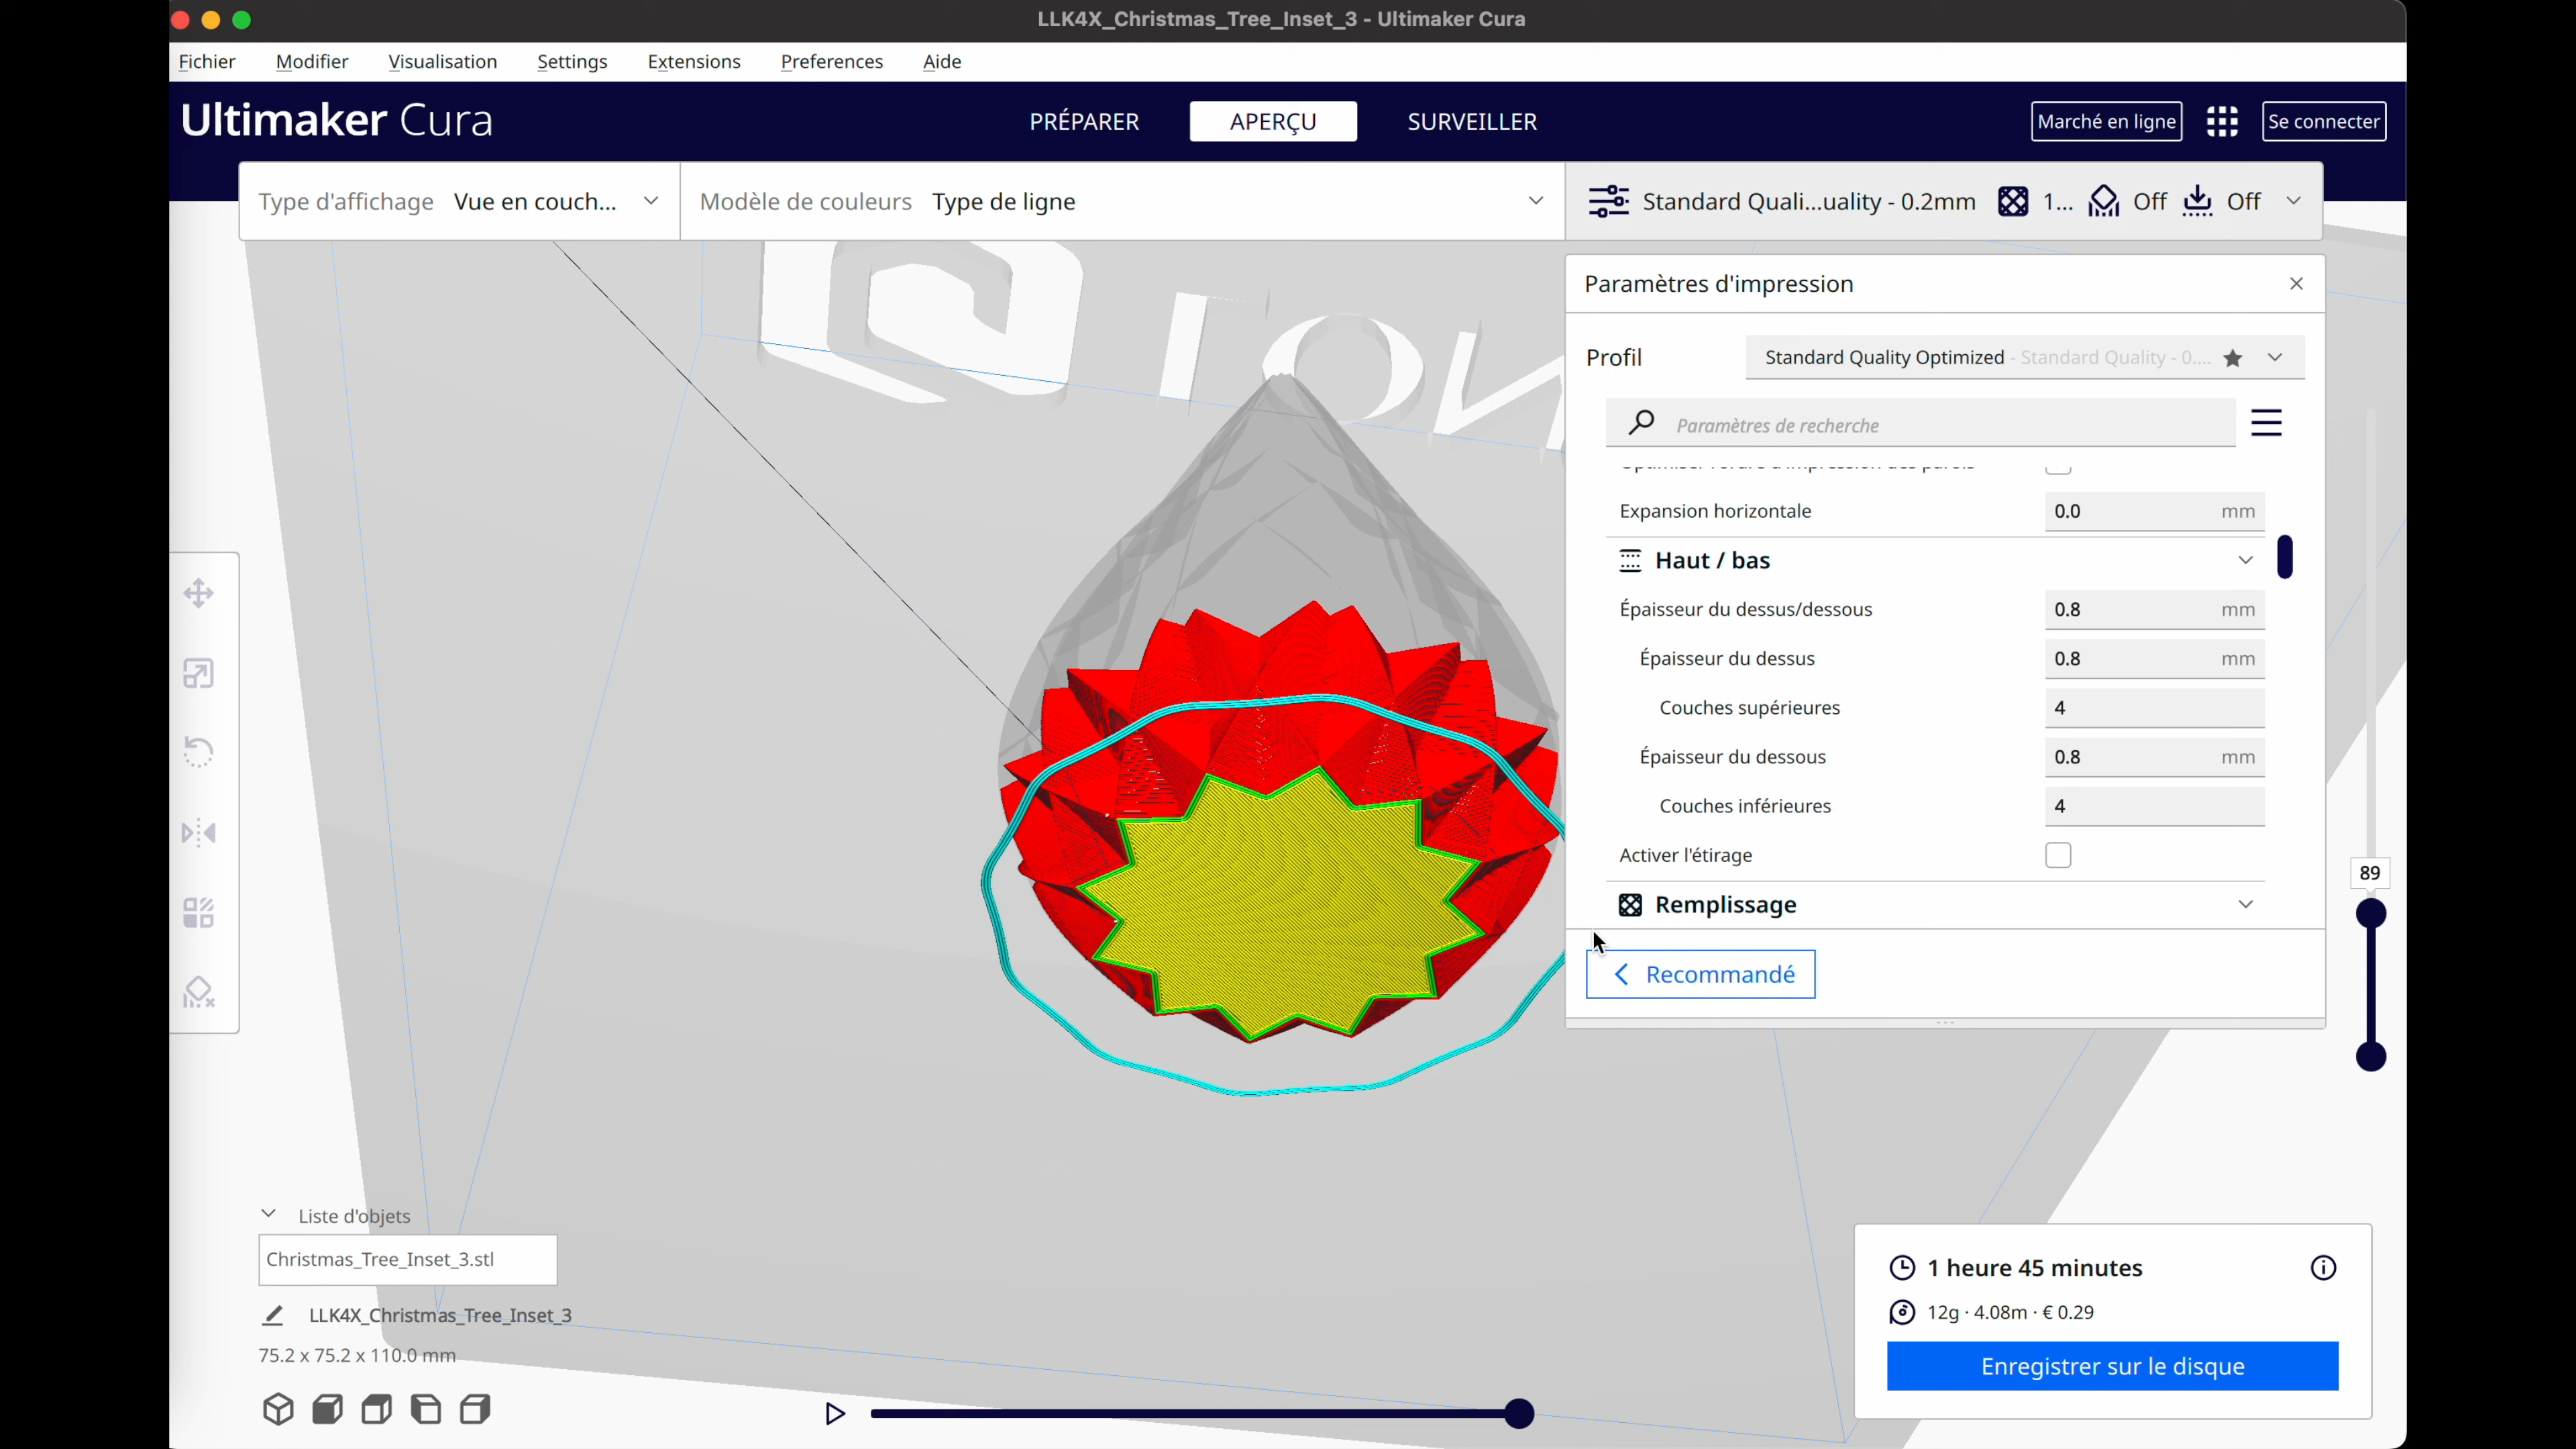 LLK4X_Christmas_Tree_Inset_3 - Ultimaker Cura
Fichier Modifier Visualisation Settings Extensions Preferences Aide
Ultimaker Cura
PRÉPARER APERÇU SURVEILLER
Marché en ligne
Se connecter
Type d'affichage Vue en couch...
Modèle de couleurs Type de ligne
Standard Quali...uality - 0.2mm 1... Off Off
Paramètres d'impression
Profil Standard Quality Optimized - Standard Quality - 0....
Paramètres de recherche
Expansion horizontale 0.0 mm
Haut / bas
Épaisseur du dessus/dessous 0.8 mm
Épaisseur du dessus 0.8 mm
Couches supérieures 4
Épaisseur du dessous 0.8 mm
Couches inférieures 4
Activer l'étirage
Remplissage
Recommandé
89
Liste d'objets
Christmas_Tree_Inset_3.stl
LLK4X_Christmas_Tree_Inset_3
75.2 x 75.2 x 110.0 mm
1 heure 45 minutes
12g · 4.08m · € 0.29
Enregistrer sur le disque